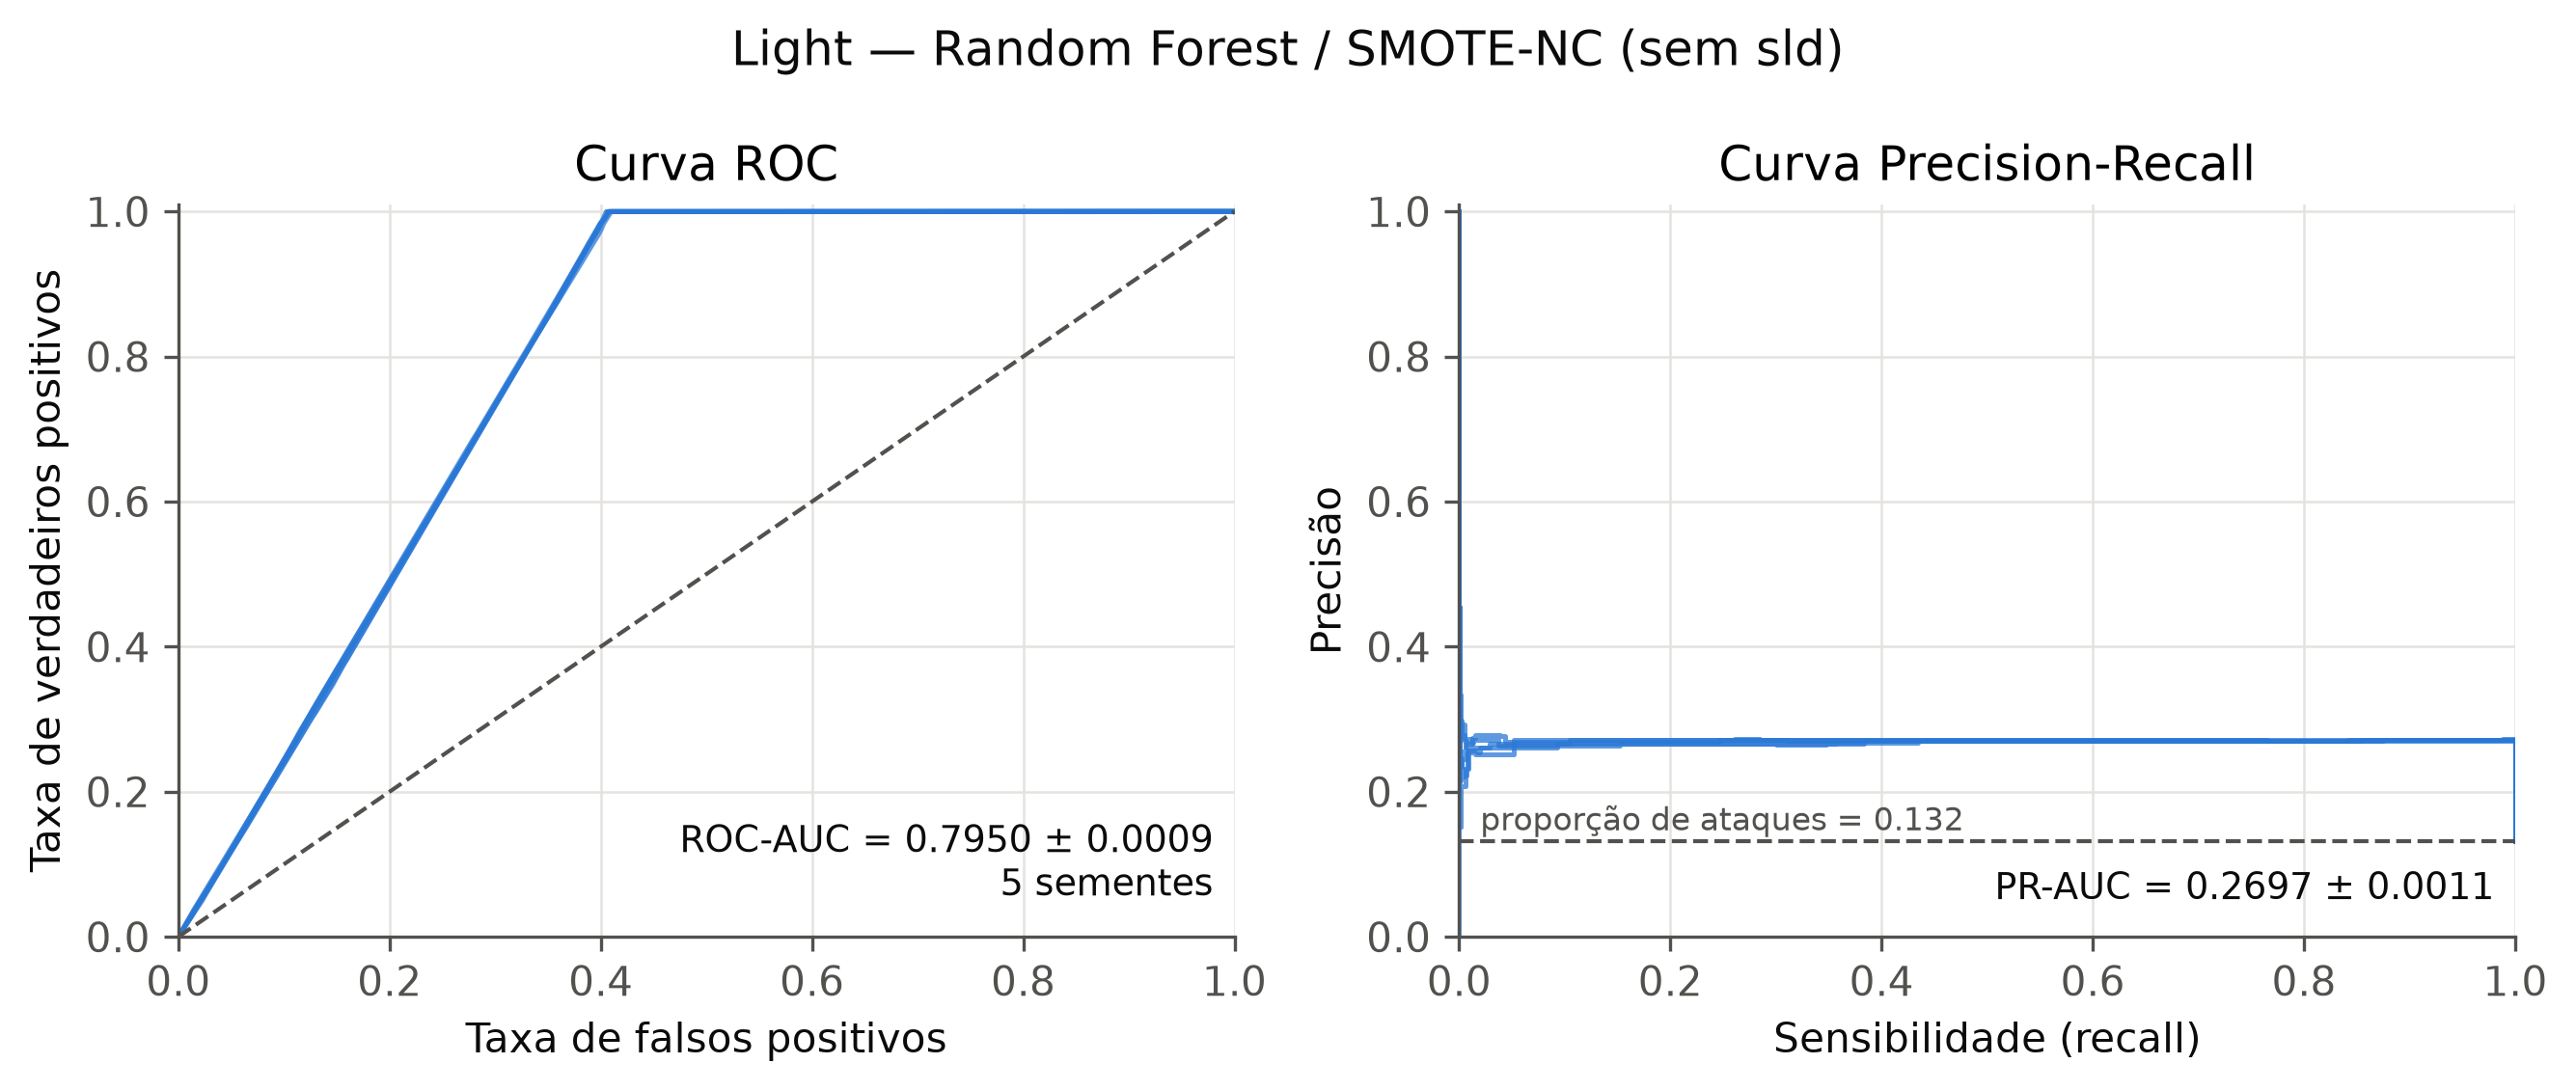 Light — Random Forest / SMOTE-NC (sem sld)
Curva ROC
Taxa de verdadeiros positivos
1.0
0.8
0.6
0.4
0.2
0.0
0.0 0.2 0.4 0.6 0.8 1.0
Taxa de falsos positivos
ROC-AUC = 0.7950 ± 0.0009
5 sementes
Curva Precision-Recall
Precisão
1.0
0.8
0.6
0.4
0.2
0.0
proporção de ataques = 0.132
PR-AUC = 0.2697 ± 0.0011
0.0 0.2 0.4 0.6 0.8 1.0
Sensibilidade (recall)